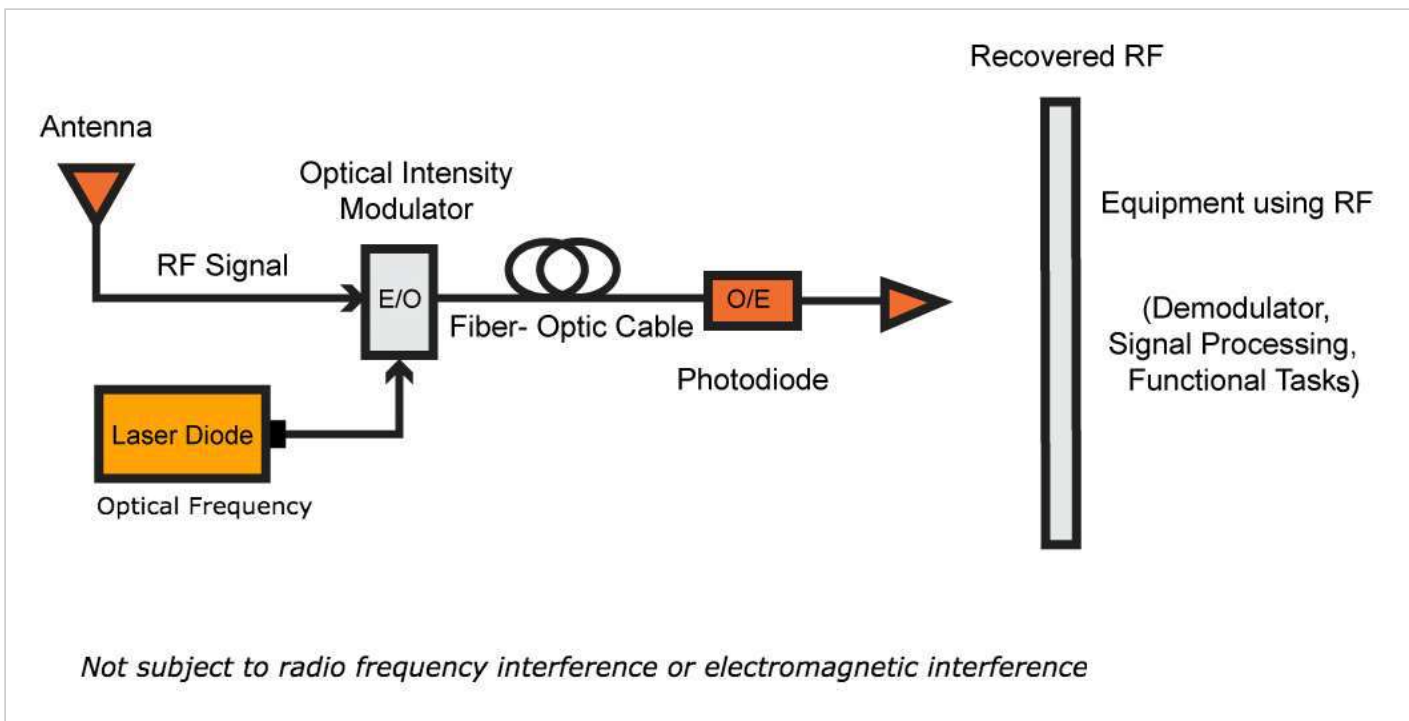 Recovered RF
Antenna
Optical Intensity
Modulator
RF Signal
E/O
Fiber- Optic Cable
O/E
Photodiode
Equipment using RF
(Demodulator,
Signal Processing,
Functional Tasks)
Laser Diode
Optical Frequency
Not subject to radio frequency interference or electromagnetic interference